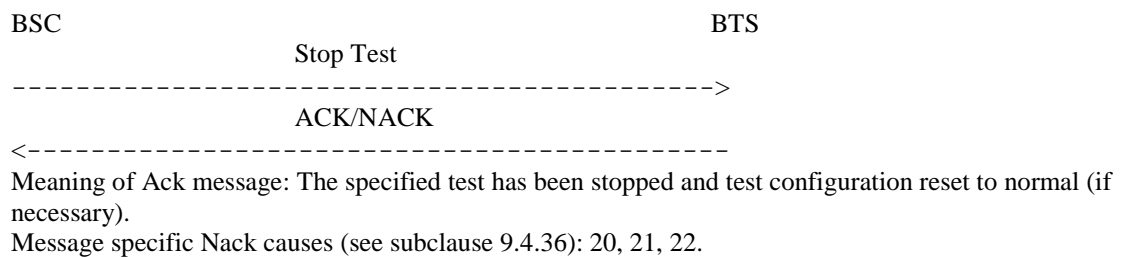 BSC BTS
Stop Test
-------------------------------------------->
ACK/NACK
<--------------------------------------------
Meaning of Ack message: The specified test has been stopped and test configuration reset to normal (if
necessary).
Message specific Nack causes (see subclause 9.4.36): 20, 21, 22.